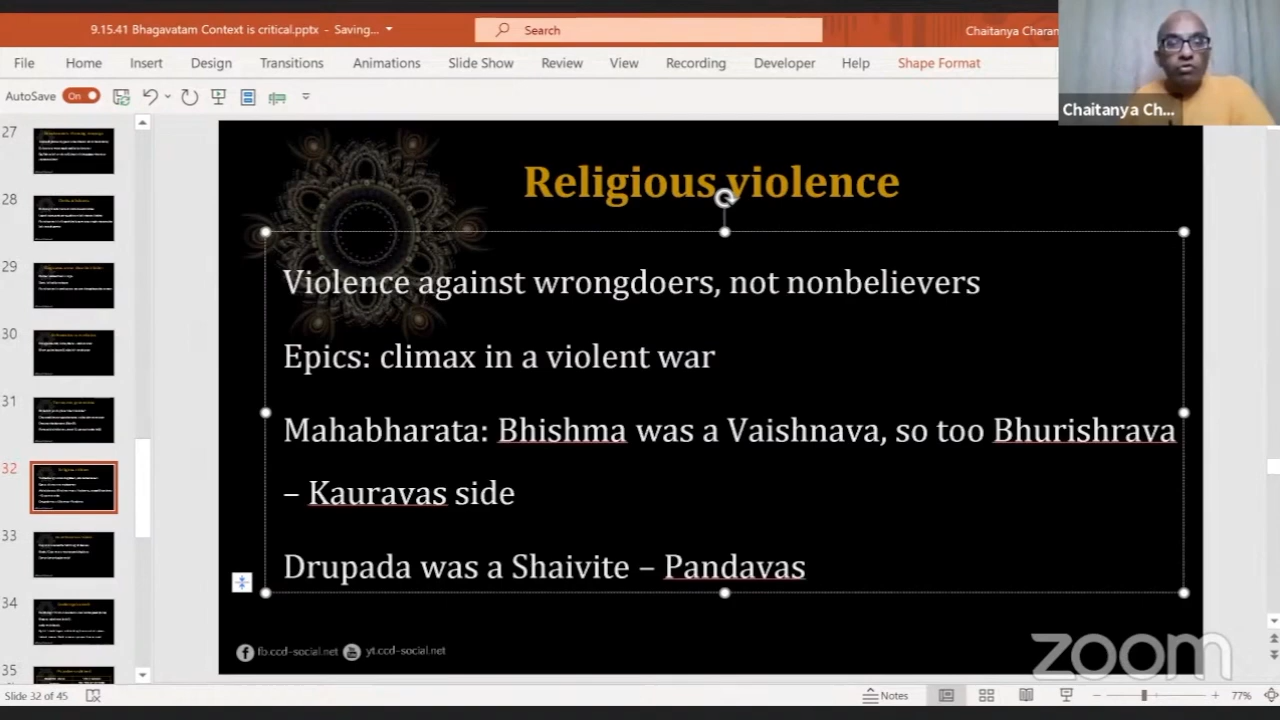 9.15.41 Bhagavatam Context is critical.pptx - Saving...
Search
Chaitanya Charan
File Home Insert Design Transitions Animations Slide Show Review View Recording Developer Help Shape Format
AutoSave On
Chaitanya Ch...
27
28
29
30
31
32
33
34
35
Religious violence
Violence against wrongdoers, not nonbelievers
Epics: climax in a violent war
Mahabharata: Bhishma was a Vaishnava, so too Bhurishrava
– Kauravas side
Drupada was a Shaivite – Pandavas
fb.ccd-social.net yt.ccd-social.net
zoom
Slide 32 of 45
Notes
77%